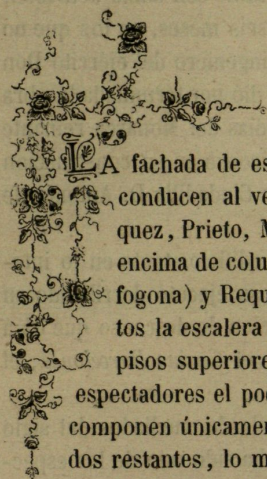 LA fachada de es
conducen al ve
quez, Prieto, M
encima de colu
fogona) y Requ
tos la escalera
pisos superiore
espectadores el po
componen únicamen
dos restantes, lo m